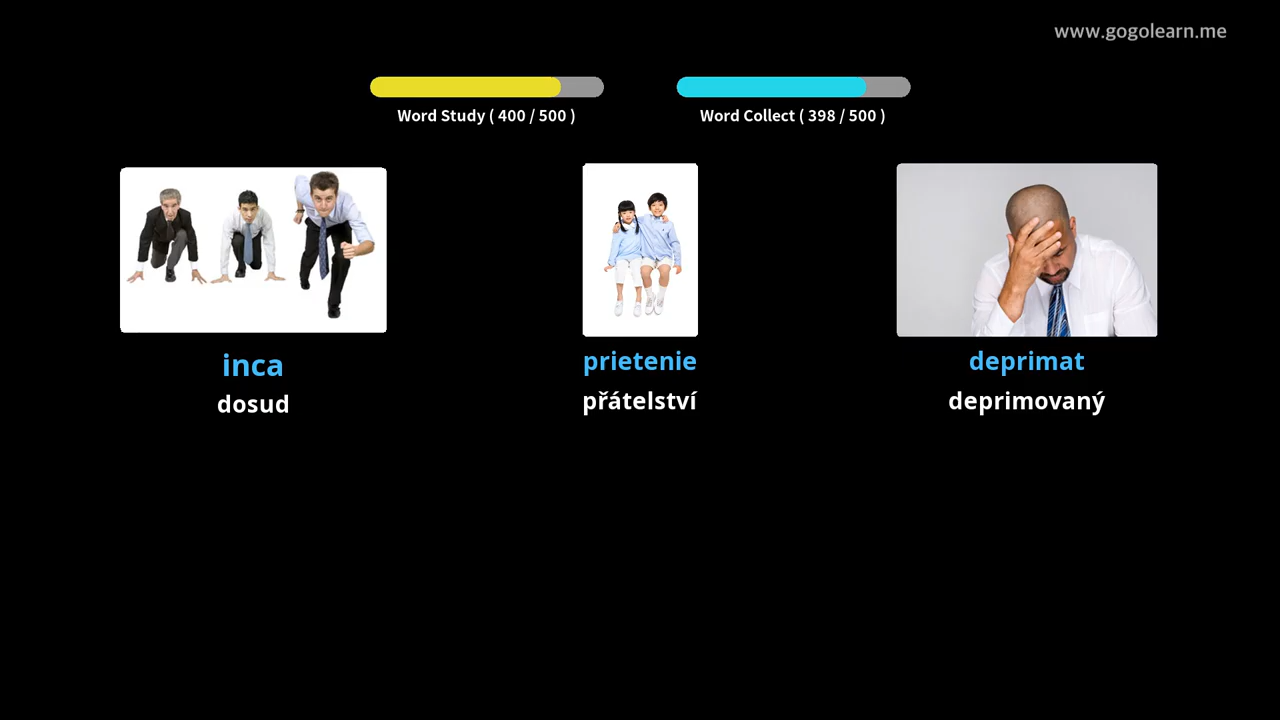 www.gogolearn.me
Word Study ( 400 / 500 )
Word Collect ( 398 / 500 )
inca
dosud
prietenie
přátelství
deprimat
deprimovaný